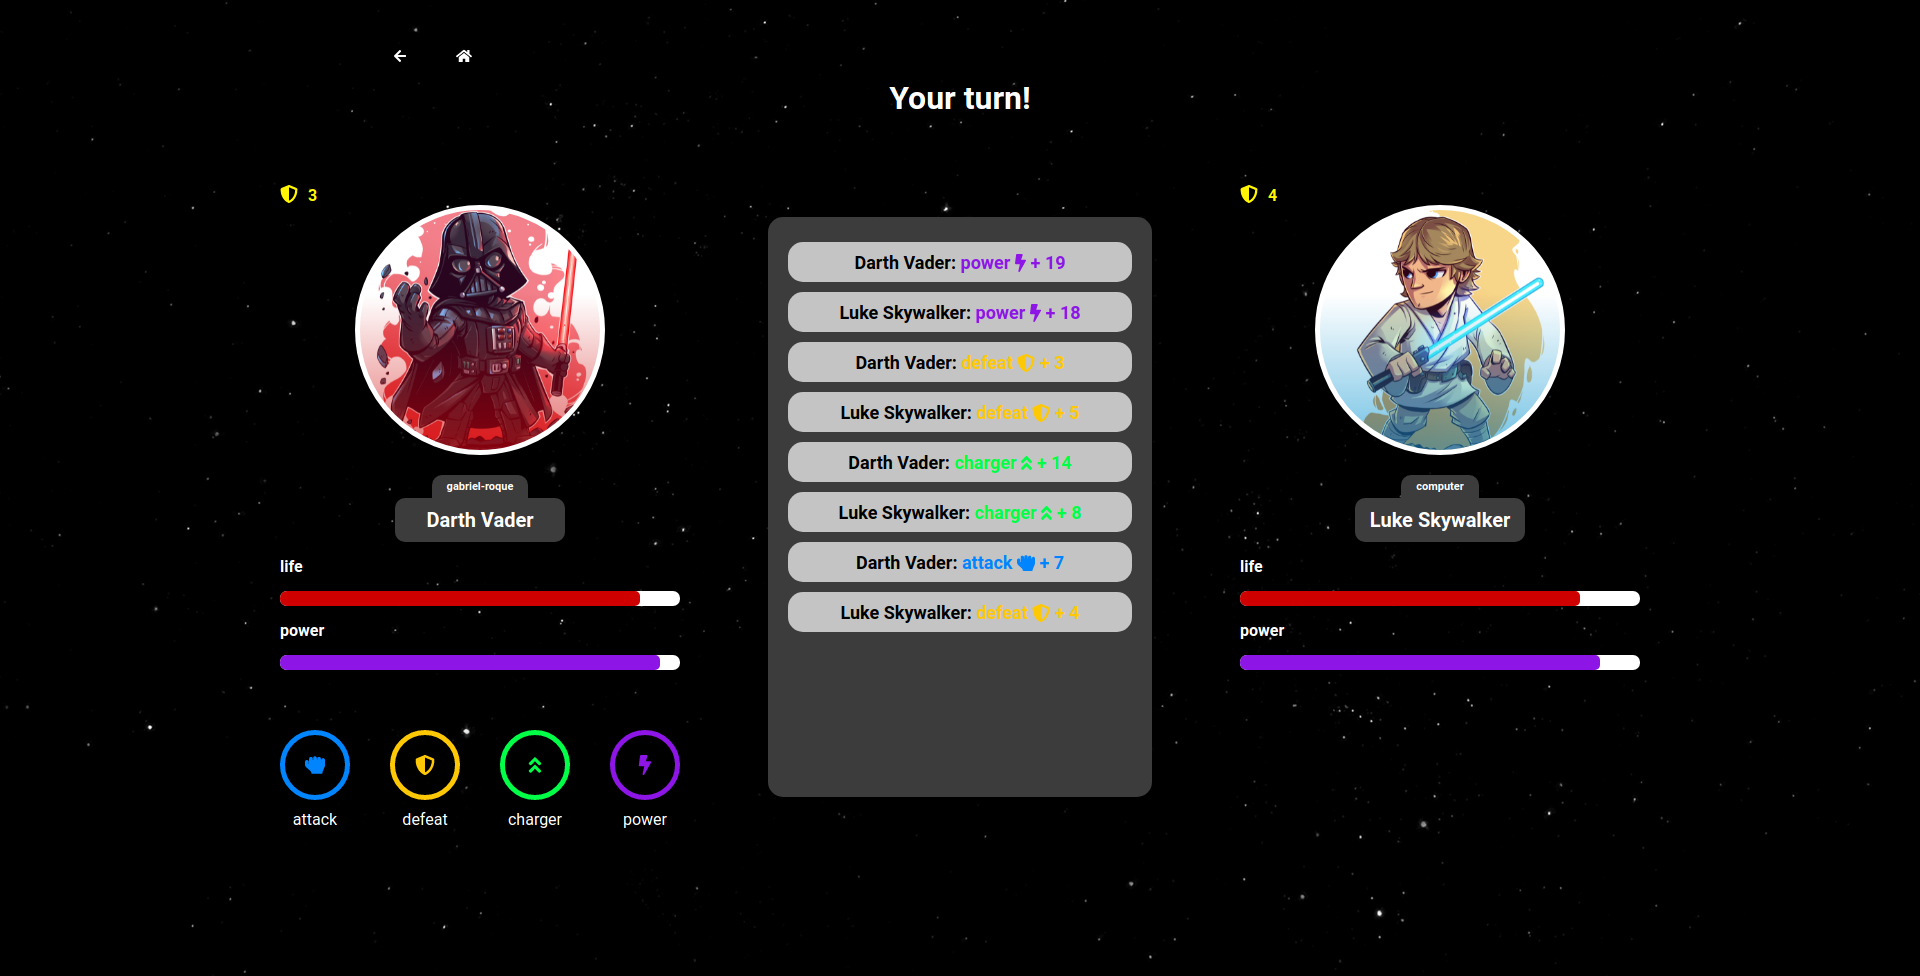 Your turn!
3
gabriel-roque
Darth Vader
life
power
attack
defeat
charger
power
Darth Vader: power + 19
Luke Skywalker: power + 18
Darth Vader: defeat + 3
Luke Skywalker: defeat + 5
Darth Vader: charger + 14
Luke Skywalker: charger + 8
Darth Vader: attack + 7
Luke Skywalker: defeat + 4
4
computer
Luke Skywalker
life
power